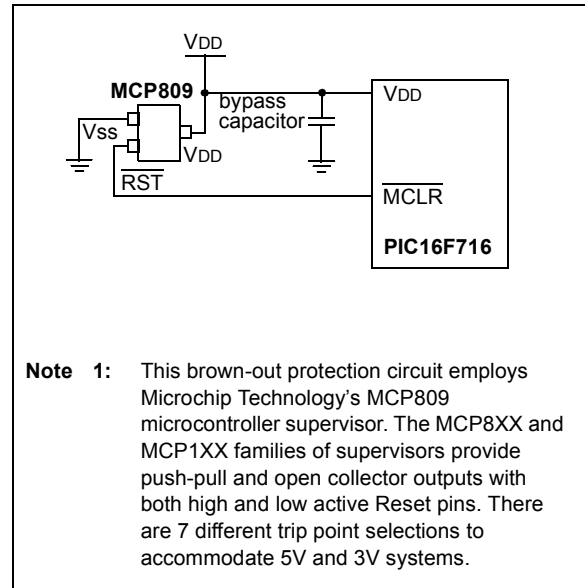 VDD
MCP809
bypass
capacitor
VDD
Vss
VDD
RST
MCLR
PIC16F716
Note 1: This brown-out protection circuit employs
Microchip Technology's MCP809
microcontroller supervisor. The MCP8XX and
MCP1XX families of supervisors provide
push-pull and open collector outputs with
both high and low active Reset pins. There
are 7 different trip point selections to
accommodate 5V and 3V systems.